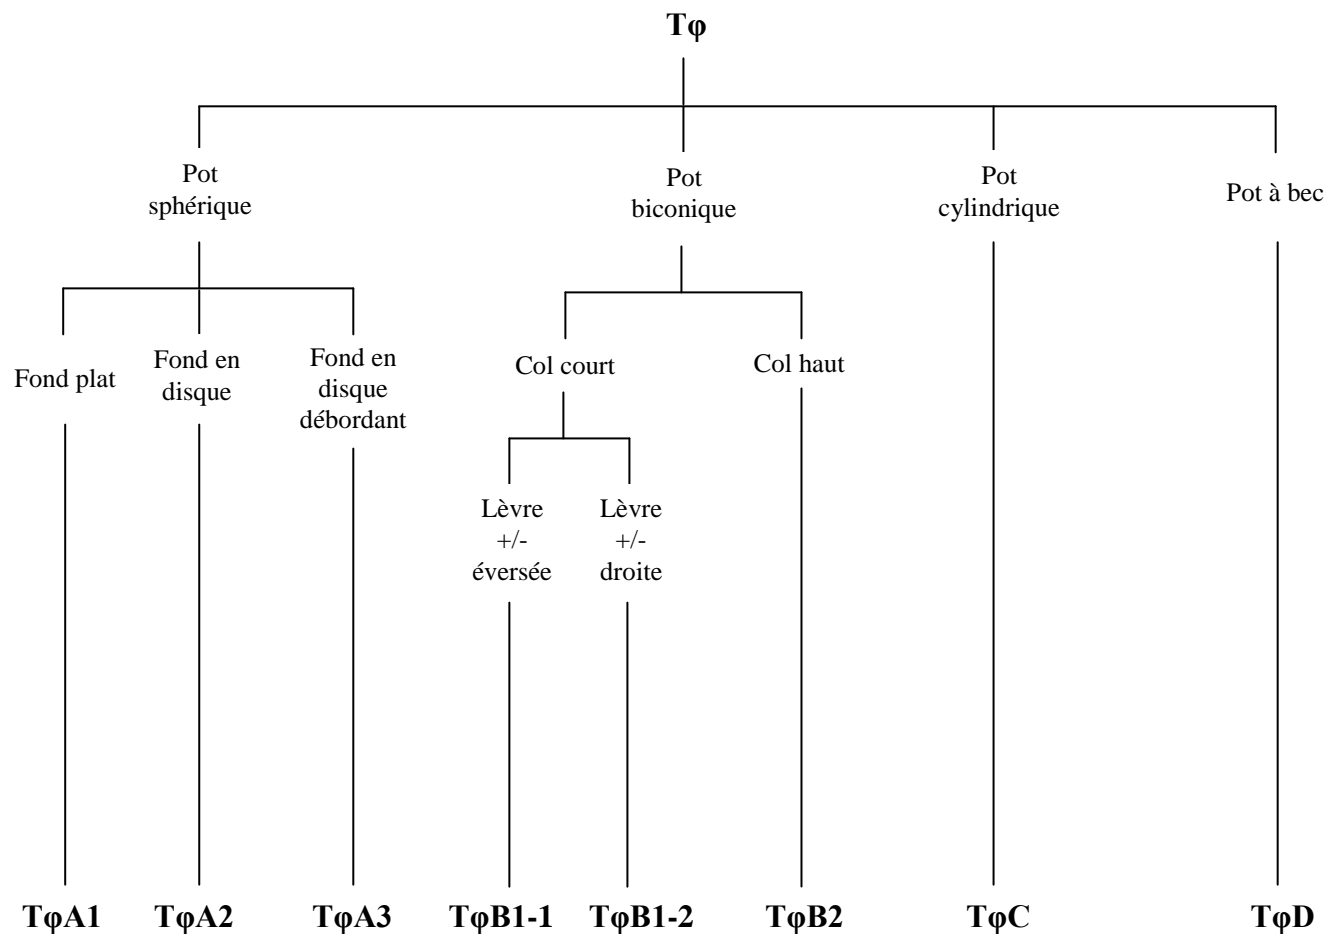 Tφ
Pot
sphérique
Pot
biconique
Pot
cylindrique
Pot à bec
Fond plat
Fond en
disque
Fond en
disque
débordant
Col court
Col haut
Lèvre
+/-
éversée
Lèvre
+/-
droite
TφA1
TφA2
TφA3
TφB1-1
TφB1-2
TφB2
TφC
TφD